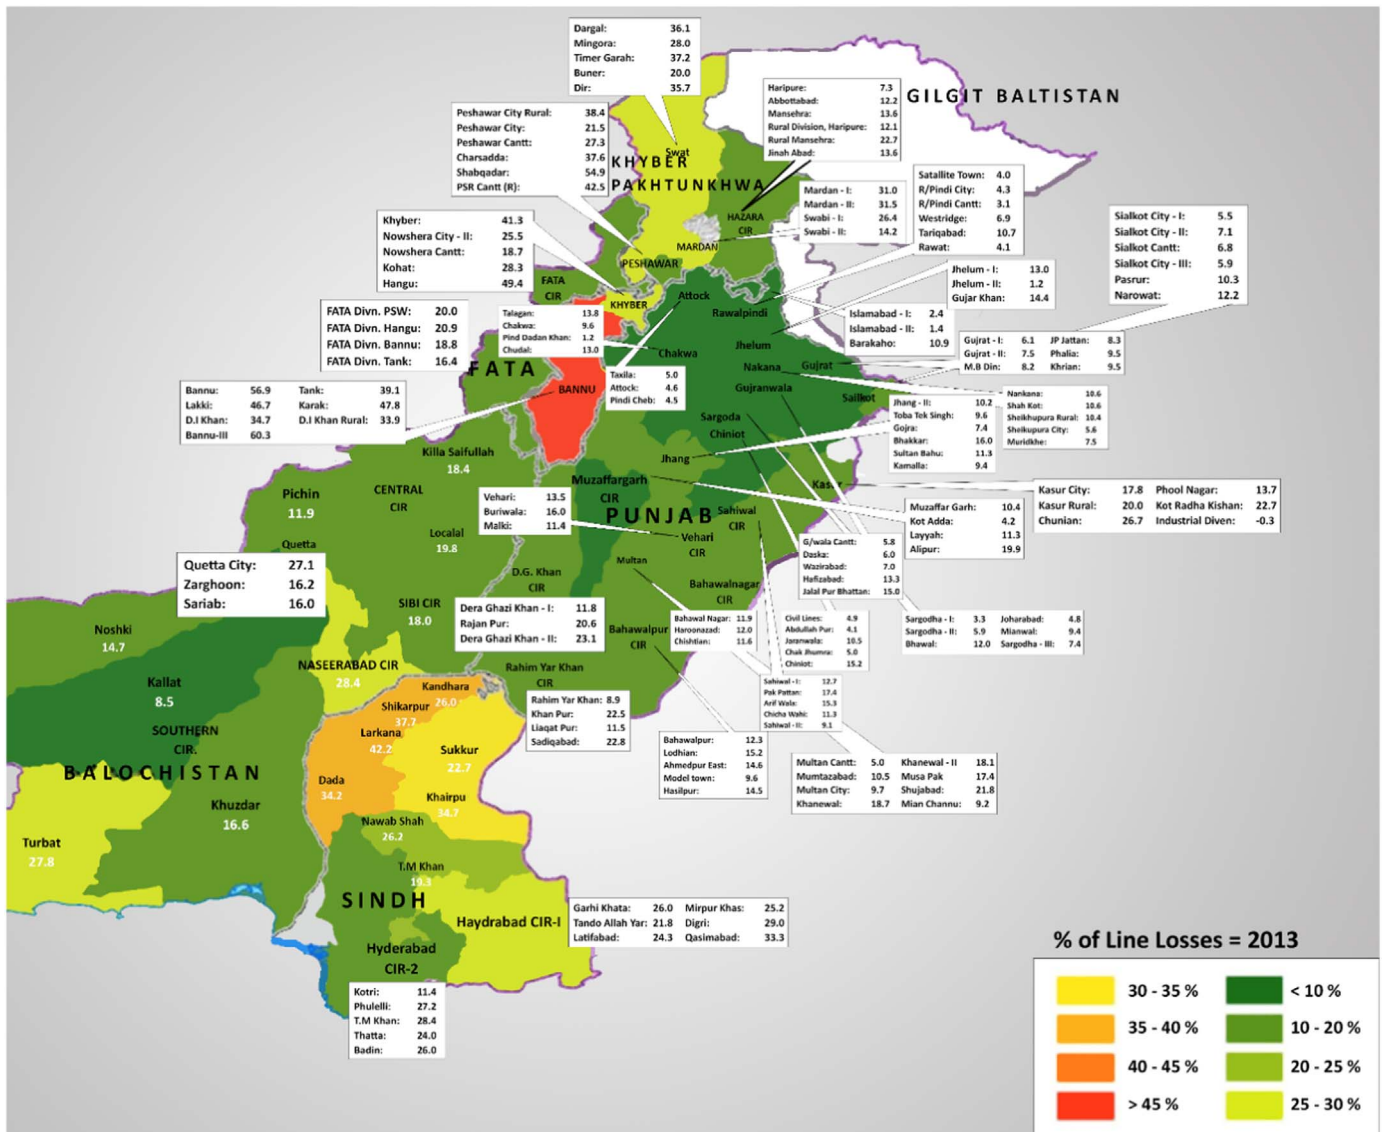 Dargal: 36.1
Mingora: 28.0
Timer Garah: 37.2
Buner: 20.0
Dir: 35.7
Haripure: 7.3
Abbottabad: 12.2
Mansehra: 13.6
Rural Division, Haripure: 12.1
Rural Mansehra: 22.7
Jinah Abad: 13.6
GILGIT BALTISTAN
Peshawar City Rural: 38.4
Peshawar City: 21.5
Peshawar Cantt: 27.3
Charsadda: 37.6
Shabqadar: 54.9
PSR Cantt (R): 42.5
Swat
KHYBER
PAKHTUNKHWA
HAZARA
CIR
MARDAN
PESHAWAR
Mardan - I: 31.0
Mardan - II: 31.5
Swabi - I: 26.4
Swabi - II: 14.2
Satallite Town: 4.0
R/Pindi City: 4.3
R/Pindi Cantt: 3.1
Westridge: 6.9
Tariqabad: 10.7
Rawat: 4.1
Sialkot City - I: 5.5
Sialkot City - II: 7.1
Sialkot Cantt: 6.8
Sialkot City - III: 5.9
Pasrur: 10.3
Narowat: 12.2
Khyber: 41.3
Nowshera City - II: 25.5
Nowshera Cantt: 18.7
Kohat: 28.3
Hangu: 49.4
FATA
CIR
KHYBER
Attock
Rawalpindi
Jhelum - I: 13.0
Jhelum - II: 1.2
Gujar Khan: 14.4
FATA Divn. PSW: 20.0
FATA Divn. Hangu: 20.9
FATA Divn. Bannu: 18.8
FATA Divn. Tank: 16.4
Talagan: 13.8
Chakwa: 9.6
Pind Dadan Khan: 1.2
Chudal: 13.0
Islamabad - I: 2.4
Islamabad - II: 1.4
Barakaho: 10.9
Jhelum
Chakwa
Gujrat - I: 6.1 JP Jattan: 8.3
Gujrat - II: 7.5 Phalia: 9.5
M.B Din: 8.2 Khrian: 9.5
FATA
Nakana
Gujrat
Taxila: 5.0
Attock: 4.6
Pindi Cheb: 4.5
BANNU
Gujranwala
Sailkot
Bannu: 56.9 Tank: 39.1
Lakki: 46.7 Karak: 47.8
D.I Khan: 34.7 D.I Khan Rural: 33.9
Bannu-III 60.3
Nankana: 10.6
Shah Kot: 10.6
Sheikhupura Rural: 10.4
Sheikupura City: 5.6
Muridkhe: 7.5
Jhang - II: 10.2
Toba Tek Singh: 9.6
Gojra: 7.4
Bhakkar: 16.0
Sultan Bahu: 11.3
Kamalla: 9.4
Sargoda
Chiniot
Jhang
Killa Saifullah
18.4
Pichin
11.9
CENTRAL
CIR
Muzaffargarh
CIR
Kasur
Kasur City: 17.8 Phool Nagar: 13.7
Kasur Rural: 20.0 Kot Radha Kishan: 22.7
Chunian: 26.7 Industrial Diven: -0.3
Vehari: 13.5
Buriwala: 16.0
Malki: 11.4
PUNJAB
Sahiwal
CIR
Muzaffar Garh: 10.4
Kot Adda: 4.2
Layyah: 11.3
Alipur: 19.9
Localal
19.8
Quetta
Vehari
CIR
G/wala Cantt: 5.8
Daska: 6.0
Wazirabad: 7.0
Hafizabad: 13.3
Jalal Pur Bhattan: 15.0
Quetta City: 27.1
Zarghoon: 16.2
Sariab: 16.0
Multan
D.G. Khan
CIR
Bahawalnagar
CIR
SIBI CIR
18.0
Dera Ghazi Khan - I: 11.8
Rajan Pur: 20.6
Dera Ghazi Khan - II: 23.1
Bahawalpur
CIR
Bahawal Nagar: 11.9
Haroonazad: 12.0
Chishtian: 11.6
Civil Lines: 4.9
Abdullah Pur: 4.1
Jaranwala: 10.5
Chak Jhumra: 5.0
Chiniot: 15.2
Sargodha - I: 3.3 Joharabad: 4.8
Sargodha - II: 5.9 Mianwal: 9.4
Bhawal: 12.0 Sargodha - III: 7.4
Noshki
14.7
NASEERABAD CIR
28.4
Rahim Yar Khan
CIR
Kallat
8.5
Kandhara
26.0
Sahiwal - I: 12.7
Pak Pattan: 17.4
Arif Wala: 15.3
Chicha Wahi: 11.3
Sahiwal - II: 9.1
Rahim Yar Khan: 8.9
Khan Pur: 22.5
Liaqat Pur: 11.5
Sadiqabad: 22.8
Shikarpur
37.7
Larkana
42.2
SOUTHERN
CIR.
Sukkur
22.7
Bahawalpur: 12.3
Lodhian: 15.2
Ahmedpur East: 14.6
Model town: 9.6
Hasilpur: 14.5
Multan Cantt: 5.0 Khanewal - II 18.1
Mumtazabad: 10.5 Musa Pak 17.4
Multan City: 9.7 Shujabad: 21.8
Khanewal: 18.7 Mian Channu: 9.2
BALOCHISTAN
Dada
34.2
Khairpu
34.7
Khuzdar
16.6
Nawab Shah
26.2
Turbat
27.8
T.M Khan
19.3
SINDH
Haydrabad CIR-I
Garhi Khata: 26.0 Mirpur Khas: 25.2
Tando Allah Yar: 21.8 Digri: 29.0
Latifabad: 24.3 Qasimabad: 33.3
Hyderabad
CIR-2
Kotri: 11.4
Phulelli: 27.2
T.M Khan: 28.4
Thatta: 24.0
Badin: 26.0
% of Line Losses = 2013
30 - 35 % < 10 %
35 - 40 % 10 - 20 %
40 - 45 % 20 - 25 %
> 45 % 25 - 30 %